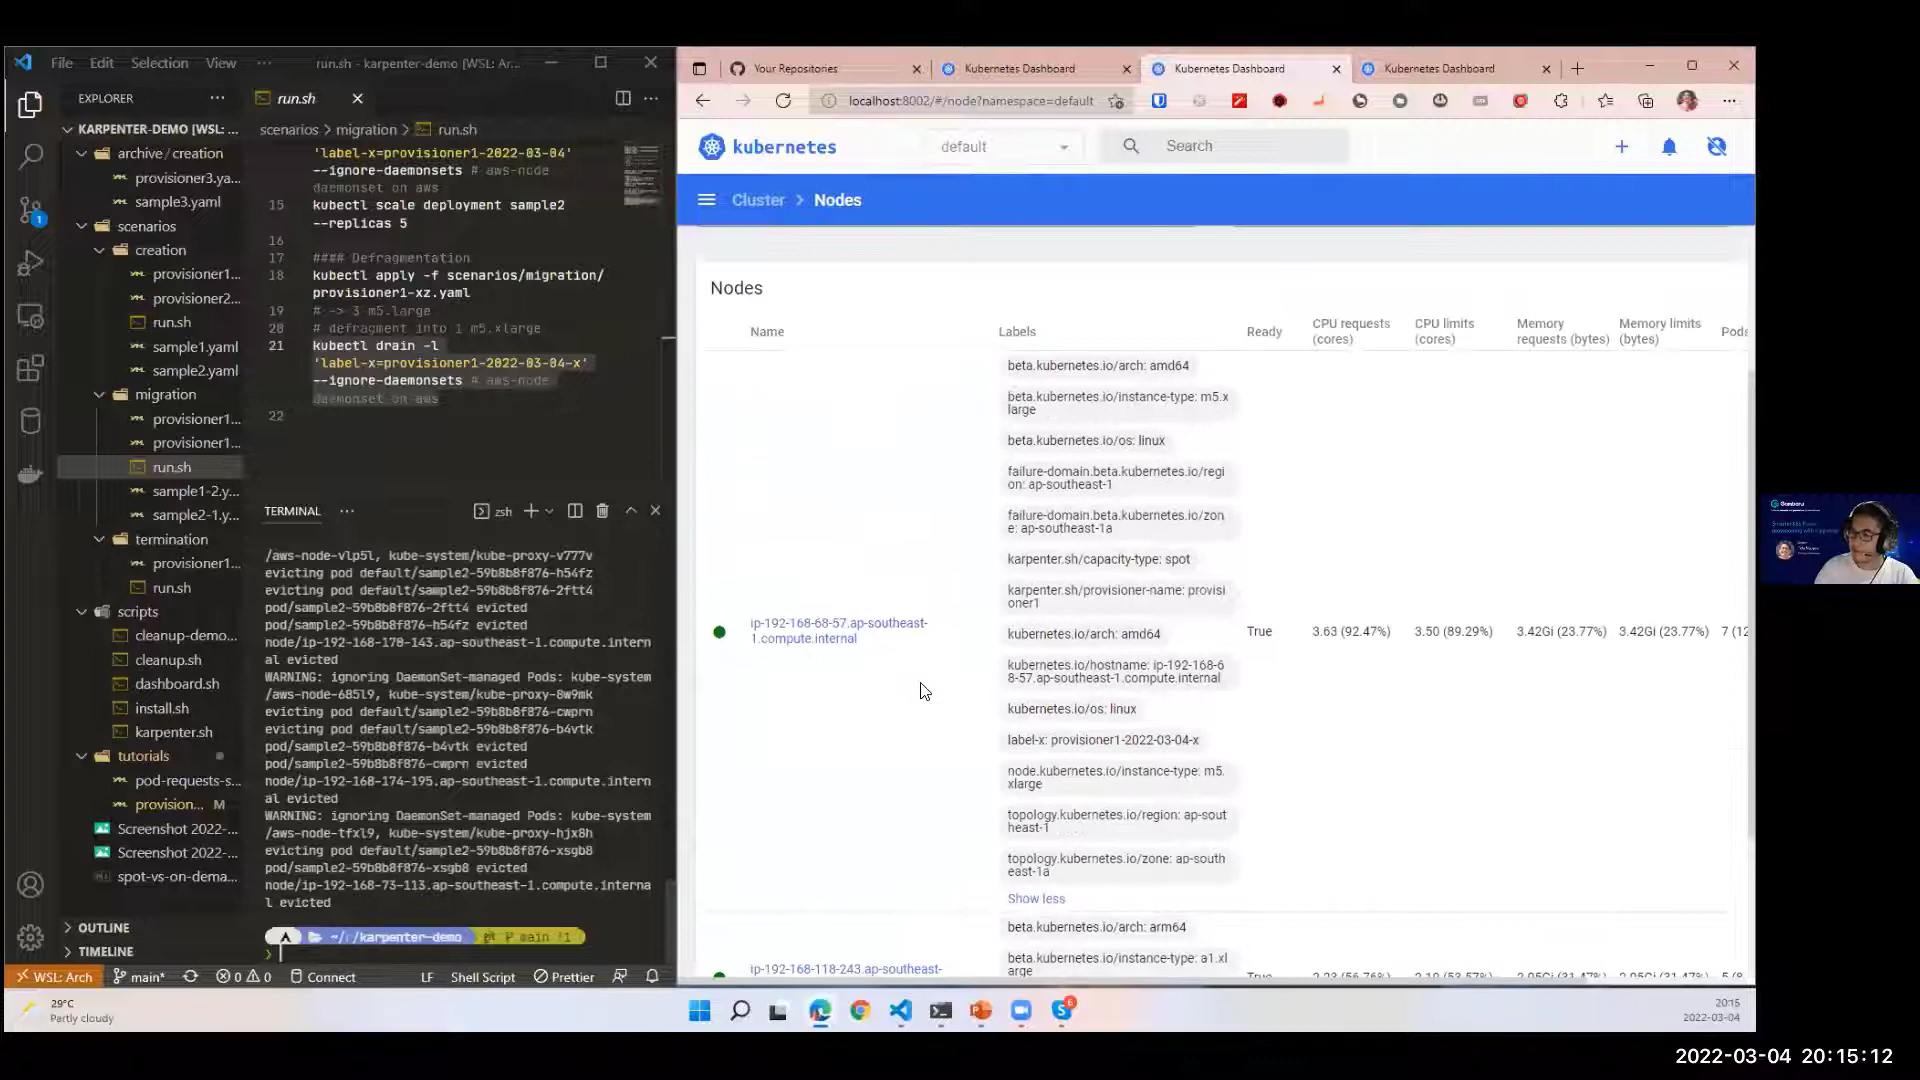 File Edit Selection View ··· run.sh - karpenter-demo [WSL: Ar...
EXPLORER ···
KARPENTER-DEMO [WSL: ...
archive / creation
provisioner3.ya...
sample3.yaml
scenarios
creation
provisioner1...
provisioner2...
run.sh
sample1.yaml
sample2.yaml
migration
provisioner1...
provisioner1...
run.sh
sample1-2.y...
sample2-1.y...
termination
provisioner1...
run.sh
scripts
cleanup-demo...
cleanup.sh
dashboard.sh
install.sh
karpenter.sh
tutorials
pod-requests-s...
provision... M
Screenshot 2022-...
Screenshot 2022-...
spot-vs-on-dema...
OUTLINE
TIMELINE
1
run.sh
scenarios > migration > run.sh
'label-x=provisioner1-2022-03-04'
--ignore-daemonsets # aws-node
daemonset on aws
15 kubectl scale deployment sample2
--replicas 5
16
17 #### Defragmentation
18 kubectl apply -f scenarios/migration/
provisioner1-xz.yaml
19 # -> 3 m5.large
20 # defragment into 1 m5.xlarge
21 kubectl drain -l
'label-x=provisioner1-2022-03-04-x'
--ignore-daemonsets # aws-node
daemonset on aws
22
TERMINAL ··· zsh
/aws-node-vlp5l, kube-system/kube-proxy-v777v
evicting pod default/sample2-59b8b8f876-h54fz
evicting pod default/sample2-59b8b8f876-2ftt4
pod/sample2-59b8b8f876-2ftt4 evicted
pod/sample2-59b8b8f876-h54fz evicted
node/ip-192-168-178-143.ap-southeast-1.compute.intern
al evicted
WARNING: ignoring DaemonSet-managed Pods: kube-system
/aws-node-685l9, kube-system/kube-proxy-8w9mk
evicting pod default/sample2-59b8b8f876-cwprn
evicting pod default/sample2-59b8b8f876-b4vtk
pod/sample2-59b8b8f876-b4vtk evicted
pod/sample2-59b8b8f876-cwprn evicted
node/ip-192-168-174-195.ap-southeast-1.compute.intern
al evicted
WARNING: ignoring DaemonSet-managed Pods: kube-system
/aws-node-tfxl9, kube-system/kube-proxy-hjx8h
evicting pod default/sample2-59b8b8f876-xsgb8
pod/sample2-59b8b8f876-xsgb8 evicted
node/ip-192-168-73-113.ap-southeast-1.compute.interna
l evicted
~/ /karpenter-demo main !1
WSL: Arch main* 0 0 Connect LF Shell Script Prettier
Your Repositories Kubernetes Dashboard Kubernetes Dashboard Kubernetes Dashboard
localhost:8002/#/node?namespace=default
kubernetes default Search
Cluster > Nodes
Nodes
Name Labels Ready CPU requests (cores) CPU limits (cores) Memory requests (bytes) Memory limits (bytes) Pods
beta.kubernetes.io/arch: amd64
beta.kubernetes.io/instance-type: m5.x
large
beta.kubernetes.io/os: linux
failure-domain.beta.kubernetes.io/regi
on: ap-southeast-1
failure-domain.beta.kubernetes.io/zon
e: ap-southeast-1a
karpenter.sh/capacity-type: spot
karpenter.sh/provisioner-name: provisi
oner1
ip-192-168-68-57.ap-southeast-
1.compute.internal
kubernetes.io/arch: amd64
True 3.63 (92.47%) 3.50 (89.29%) 3.42Gi (23.77%) 3.42Gi (23.77%) 7 (12
kubernetes.io/hostname: ip-192-168-6
8-57.ap-southeast-1.compute.internal
kubernetes.io/os: linux
label-x: provisioner1-2022-03-04-x
node.kubernetes.io/instance-type: m5.
xlarge
topology.kubernetes.io/region: ap-sout
heast-1
topology.kubernetes.io/zone: ap-south
east-1a
Show less
beta.kubernetes.io/arch: arm64
beta.kubernetes.io/instance-type: a1.xl
arge
ip-192-168-118-243.ap-southeast-
29°C
Partly cloudy
6
20:15
2022-03-04
2022-03-04 20:15:12